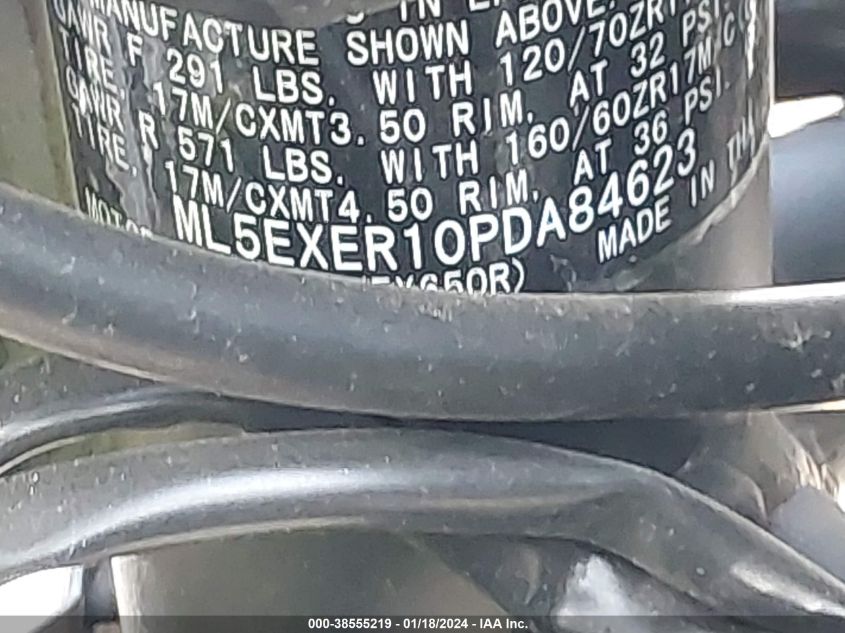 MANUFACTURE SHOWN ABOVE.
GAWR F 291 LBS. WITH 120/70ZR17M/C
TIRE, 17M/CXMT3.50 RIM, AT 32 PSI.
GAWR R 571 LBS. WITH 160/60ZR17M/C
TIRE, 17M/CXMT4.50 RIM, AT 36 PSI.
ML5EXER10PDA84623
MADE IN
(EX650R)
000-38555219 - 01/18/2024 - IAA Inc.